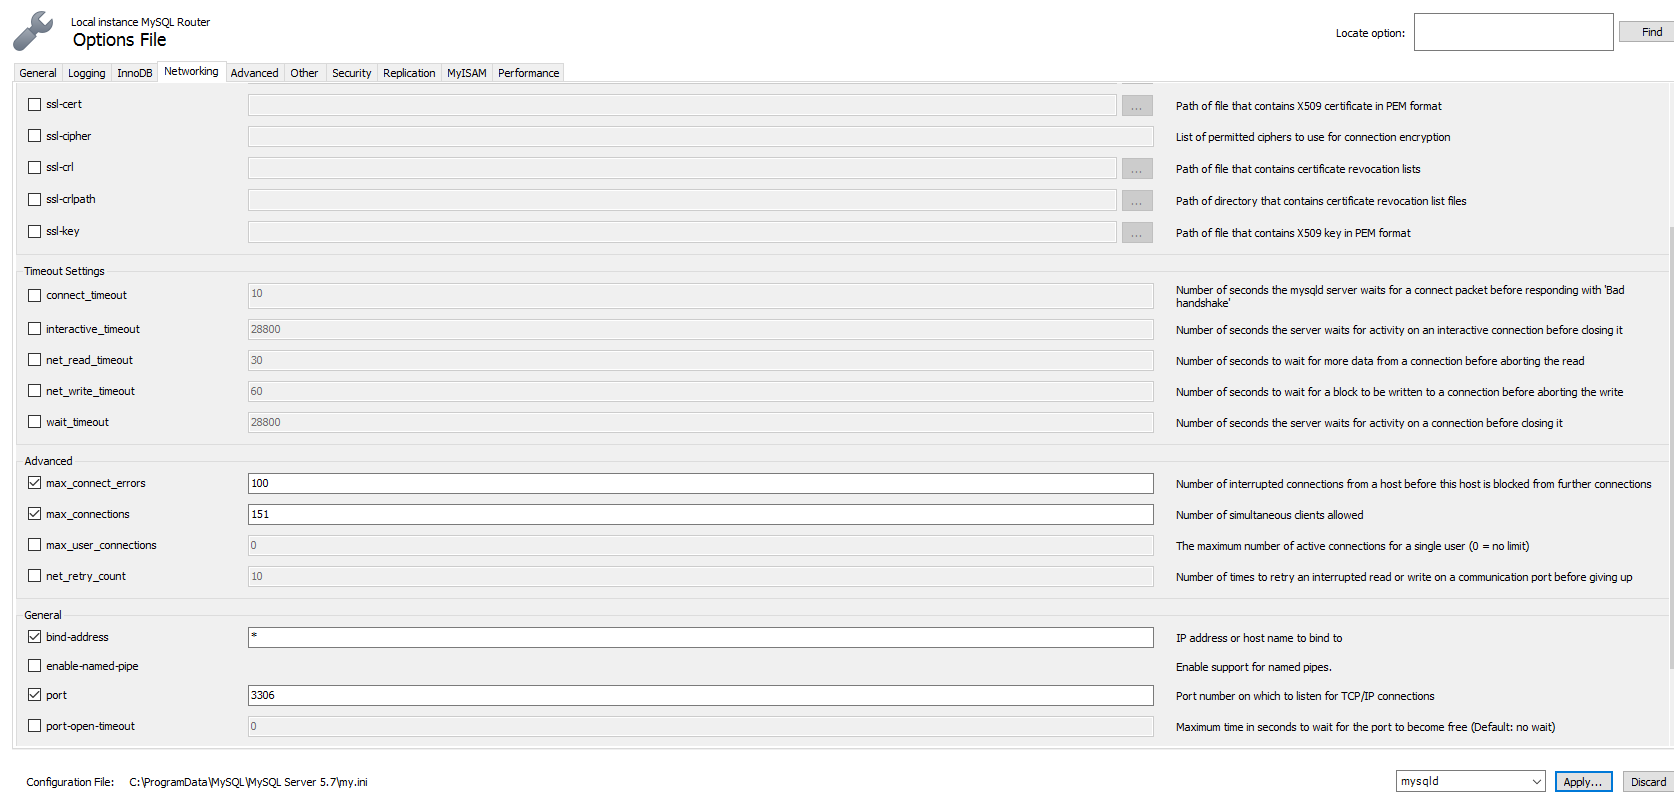 Local instance MySQL Router
Options File
Locate option:
Find
General Logging InnoDB Networking Advanced Other Security Replication MyISAM Performance
ssl-cert ... Path of file that contains X509 certificate in PEM format
ssl-cipher List of permitted ciphers to use for connection encryption
ssl-crl ... Path of file that contains certificate revocation lists
ssl-crlpath ... Path of directory that contains certificate revocation list files
ssl-key ... Path of file that contains X509 key in PEM format
Timeout Settings
connect_timeout 10 Number of seconds the mysqld server waits for a connect packet before responding with 'Bad
handshake'
interactive_timeout 28800 Number of seconds the server waits for activity on an interactive connection before closing it
net_read_timeout 30 Number of seconds to wait for more data from a connection before aborting the read
net_write_timeout 60 Number of seconds to wait for a block to be written to a connection before aborting the write
wait_timeout 28800 Number of seconds the server waits for activity on a connection before closing it
Advanced
max_connect_errors 100 Number of interrupted connections from a host before this host is blocked from further connections
max_connections 151 Number of simultaneous clients allowed
max_user_connections 0 The maximum number of active connections for a single user (0 = no limit)
net_retry_count 10 Number of times to retry an interrupted read or write on a communication port before giving up
General
bind-address * IP address or host name to bind to
enable-named-pipe Enable support for named pipes.
port 3306 Port number on which to listen for TCP/IP connections
port-open-timeout 0 Maximum time in seconds to wait for the port to become free (Default: no wait)
Configuration File: C:\ProgramData\MySQL\MySQL Server 5.7\my.ini
mysqld
Apply...
Discard